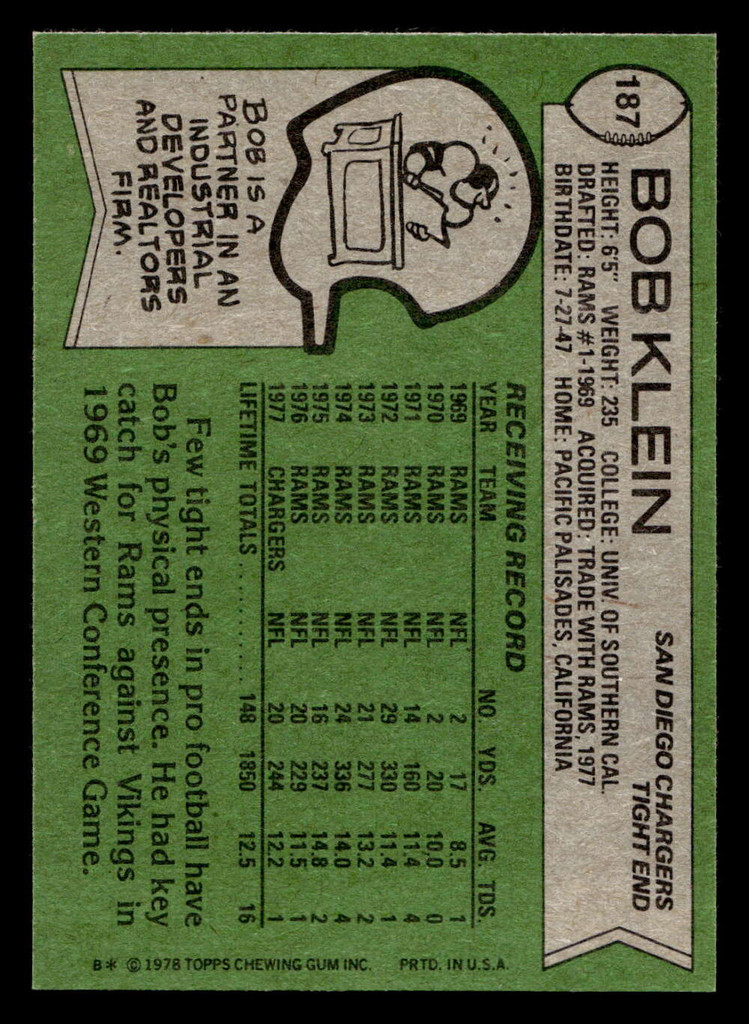 187
BOB KLEIN
SAN DIEGO CHARGERS
TIGHT END
HEIGHT: 6'5" WEIGHT: 235 COLLEGE: UNIV. OF SOUTHERN CAL.
DRAFTED: RAMS #1-1969 ACQUIRED: TRADE WITH RAMS, 1977
BIRTHDATE: 7-27-47 HOME: PACIFIC PALISADES, CALIFORNIA
BOB IS A
PARTNER IN AN
INDUSTRIAL
DEVELOPERS
AND REALTORS
FIRM.
RECEIVING RECORD
YEAR TEAM NO. YDS. AVG. TDS.
1969 RAMS NFL 2 17 8.5 1
1970 RAMS NFL 2 20 10.0 0
1971 RAMS NFL 14 160 11.4 4
1972 RAMS NFL 29 330 11.4 1
1973 RAMS NFL 21 277 13.2 2
1974 RAMS NFL 24 336 14.0 4
1975 RAMS NFL 16 237 14.8 2
1976 RAMS NFL 20 229 11.5 1
1977 CHARGERS NFL 20 244 12.2 1
LIFETIME TOTALS .......... 148 1850 12.5 16
Few tight ends in pro football have
Bob's physical presence. He had key
catch for Rams against Vikings in
1969 Western Conference Game.
B* © 1978 TOPPS CHEWING GUM INC. PRTD. IN U.S.A.